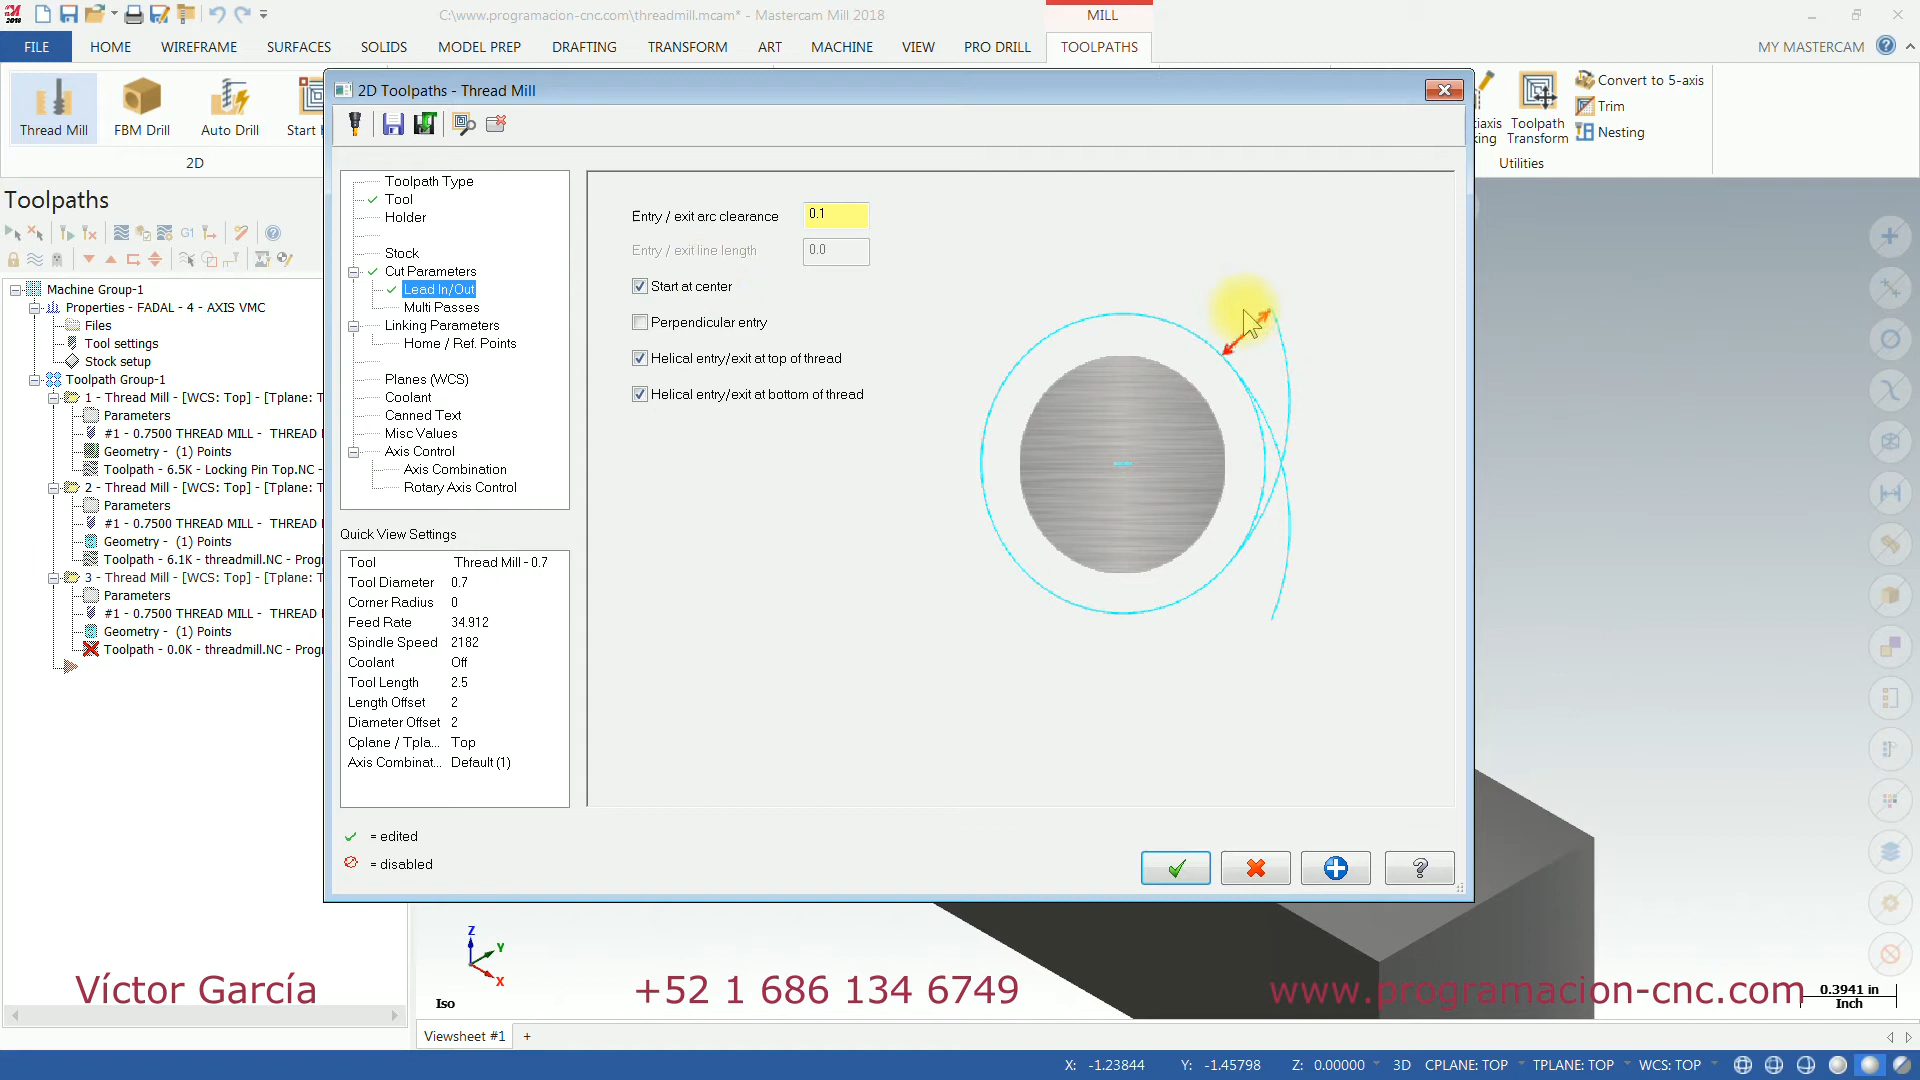 C:\www.programacion-cnc.com\threadmill.mcam* - Mastercam Mill 2018
MILL
FILE
HOME
WIREFRAME
SURFACES
SOLIDS
MODEL PREP
DRAFTING
TRANSFORM
ART
MACHINE
VIEW
PRO DRILL
TOOLPATHS
MY MASTERCAM
Thread Mill
FBM Drill
Auto Drill
Start H
2D
Toolpath
Transform
Convert to 5-axis
Trim
Nesting
Utilities
2D Toolpaths - Thread Mill
Toolpaths
Machine Group-1
Properties - FADAL - 4 - AXIS VMC
Files
Tool settings
Stock setup
Toolpath Group-1
1 - Thread Mill - [WCS: Top] - [Tplane: T
Parameters
#1 - 0.7500 THREAD MILL - THREAD
Geometry - (1) Points
Toolpath - 6.5K - Locking Pin Top.NC -
2 - Thread Mill - [WCS: Top] - [Tplane: T
Parameters
#1 - 0.7500 THREAD MILL - THREAD
Geometry - (1) Points
Toolpath - 6.1K - threadmill.NC - Prog
3 - Thread Mill - [WCS: Top] - [Tplane: T
Parameters
#1 - 0.7500 THREAD MILL - THREAD
Geometry - (1) Points
Toolpath - 0.0K - threadmill.NC - Prog
Toolpath Type
Tool
Holder
Stock
Cut Parameters
Lead In/Out
Multi Passes
Linking Parameters
Home / Ref. Points
Planes (WCS)
Coolant
Canned Text
Misc Values
Axis Control
Axis Combination
Rotary Axis Control
Quick View Settings
Tool Thread Mill - 0.7
Tool Diameter 0.7
Corner Radius 0
Feed Rate 34.912
Spindle Speed 2182
Coolant Off
Tool Length 2.5
Length Offset 2
Diameter Offset 2
Cplane / Tpla... Top
Axis Combinat... Default (1)
= edited
= disabled
Entry / exit arc clearance 0.1
Entry / exit line length 0.0
Start at center
Perpendicular entry
Helical entry/exit at top of thread
Helical entry/exit at bottom of thread
Z
Y
X
Iso
Víctor García
+52 1 686 134 6749
www.programacion-cnc.com
0.3941 in
Inch
Viewsheet #1 +
X: -1.23844 Y: -1.45798 Z: 0.00000 3D CPLANE: TOP TPLANE: TOP WCS: TOP